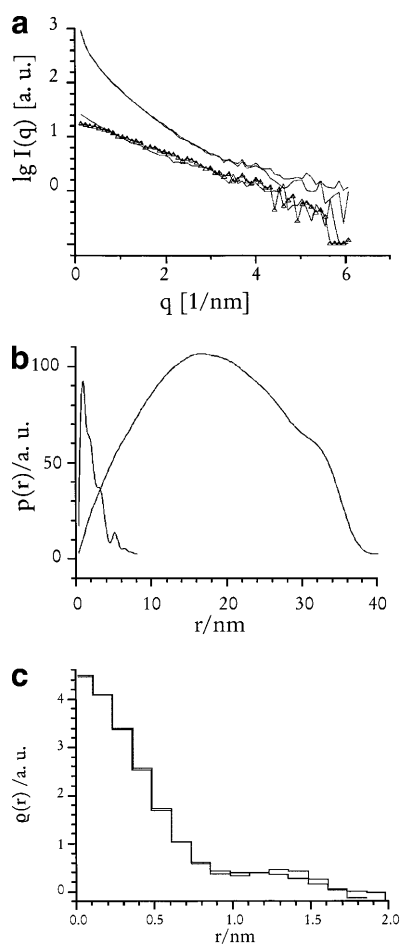 a
lg I(q) [a. u.]
3
2
1
0
0 2 4 6
q [1/nm]
b
p(r)/a. u.
100
50
0
0 10 20 30 40
r/nm
c
ϱ(r) /a. u.
4
3
2
1
0
0.0 0.5 1.0 1.5 2.0
r/nm